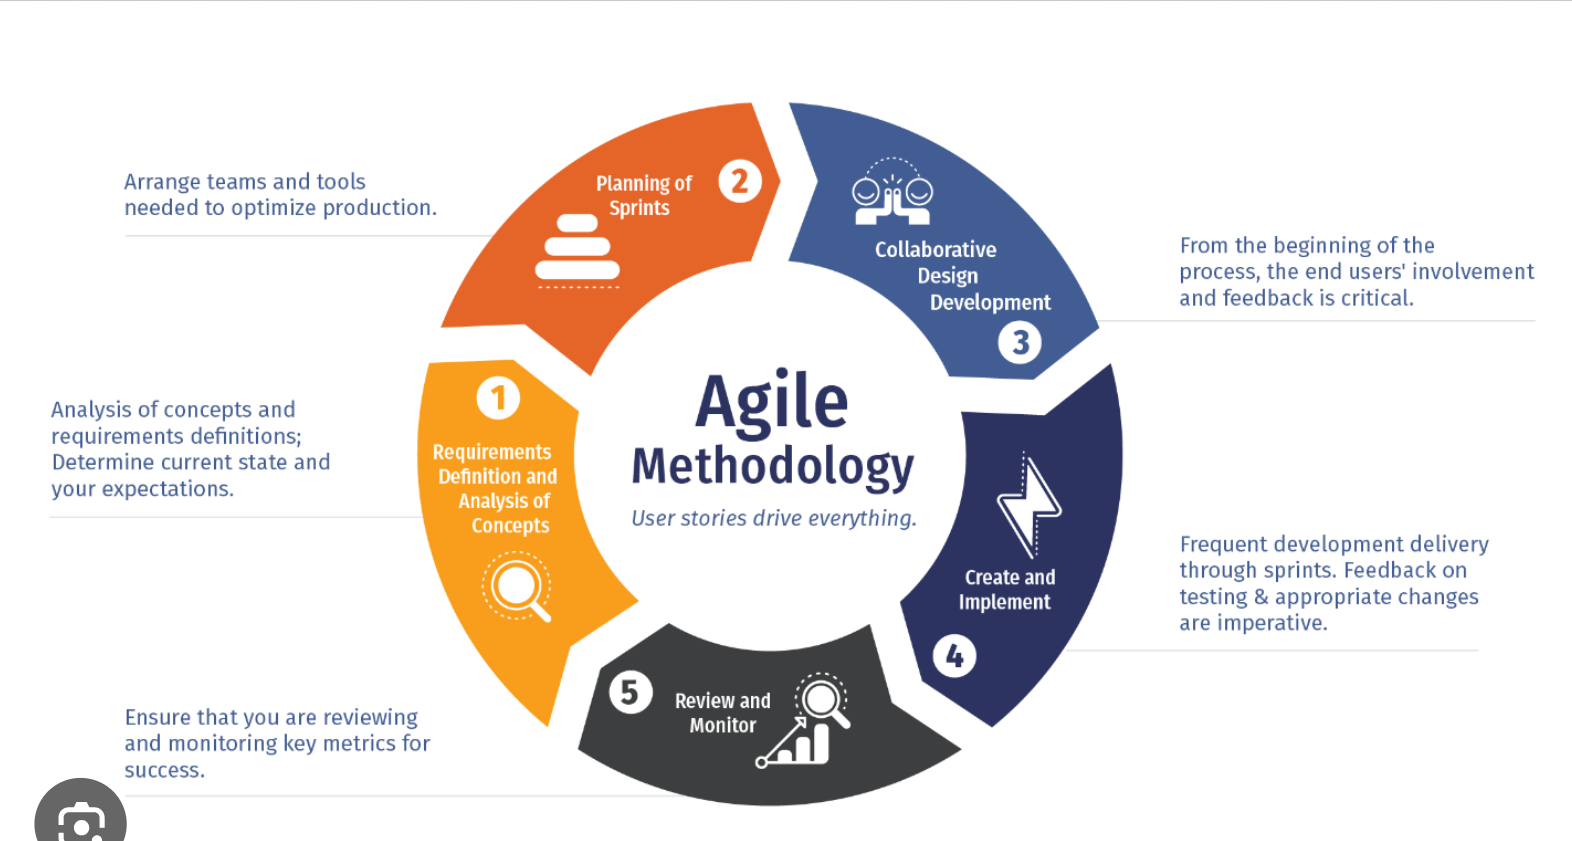 Arrange teams and tools
needed to optimize production.
Planning of
Sprints
2
Collaborative
Design
Development
3
From the beginning of the
process, the end users' involvement
and feedback is critical.
Analysis of concepts and
requirements definitions;
Determine current state and
your expectations.
1
Requirements
Definition and
Analysis of
Concepts
Agile
Methodology
User stories drive everything.
Create and
Implement
4
Frequent development delivery
through sprints. Feedback on
testing & appropriate changes
are imperative.
Ensure that you are reviewing
and monitoring key metrics for
success.
5
Review and
Monitor